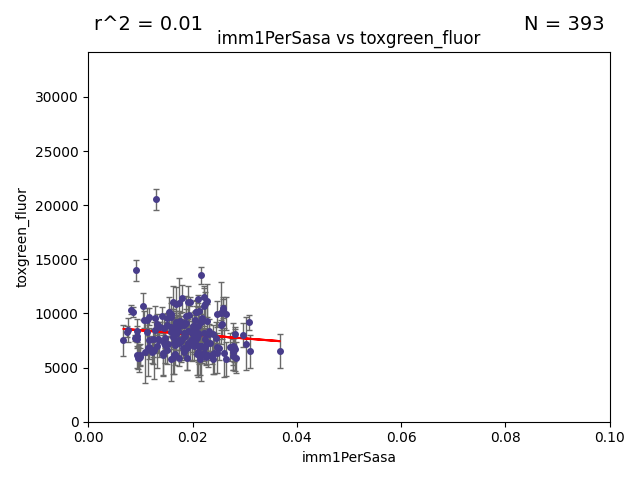 r^2 = 0.01
N = 393
imm1PerSasa vs toxgreen_fluor
30000
25000
20000
15000
10000
5000
0
toxgreen_fluor
0.00 0.02 0.04 0.06 0.08 0.10
imm1PerSasa